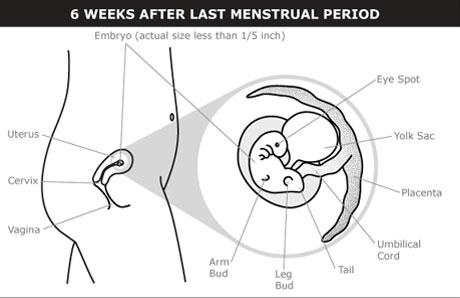 6 WEEKS AFTER LAST MENSTRUAL PERIOD
Embryo (actual size less than 1/5 inch)
Eye Spot
Uterus
Yolk Sac
Cervix
Placenta
Vagina
Umbilical
Cord
Arm
Bud
Leg
Bud
Tail